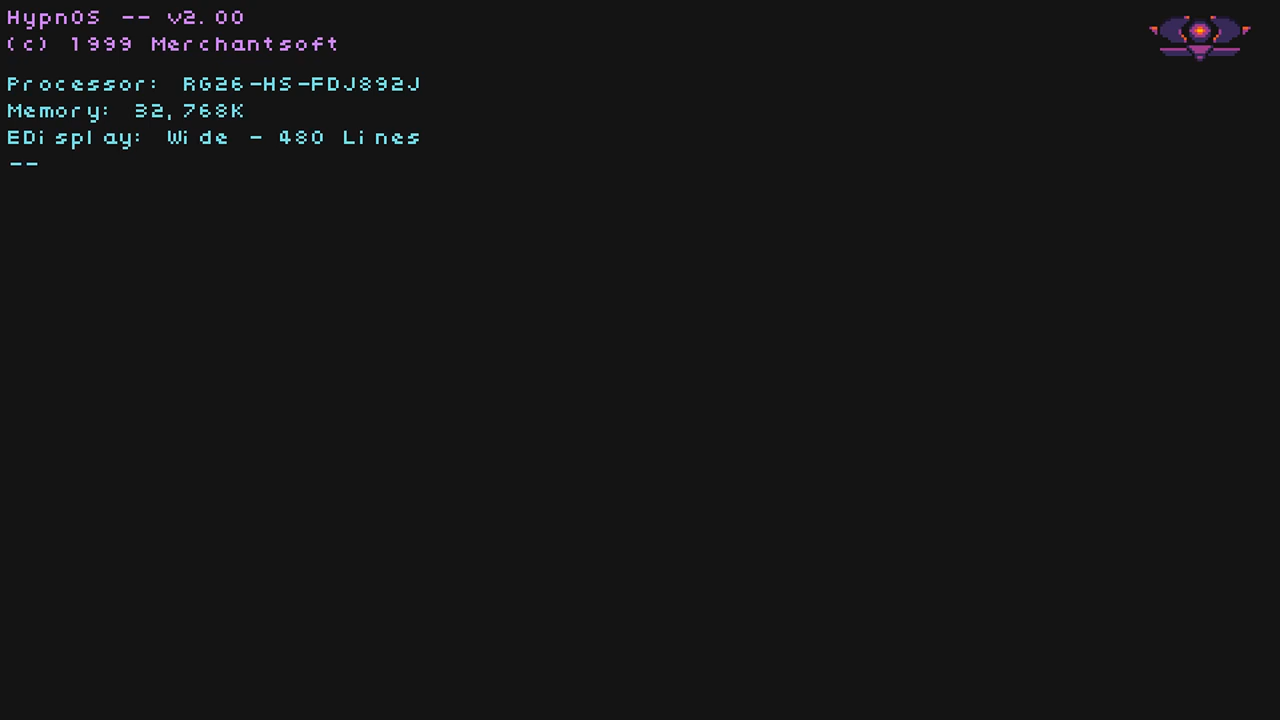 HypnOS -- v2.00
(c) 1999 Merchantsoft
Processor: RG26-HS-FDJ892J
Memory: 32,768K
EDisplay: Wide - 480 Lines
--